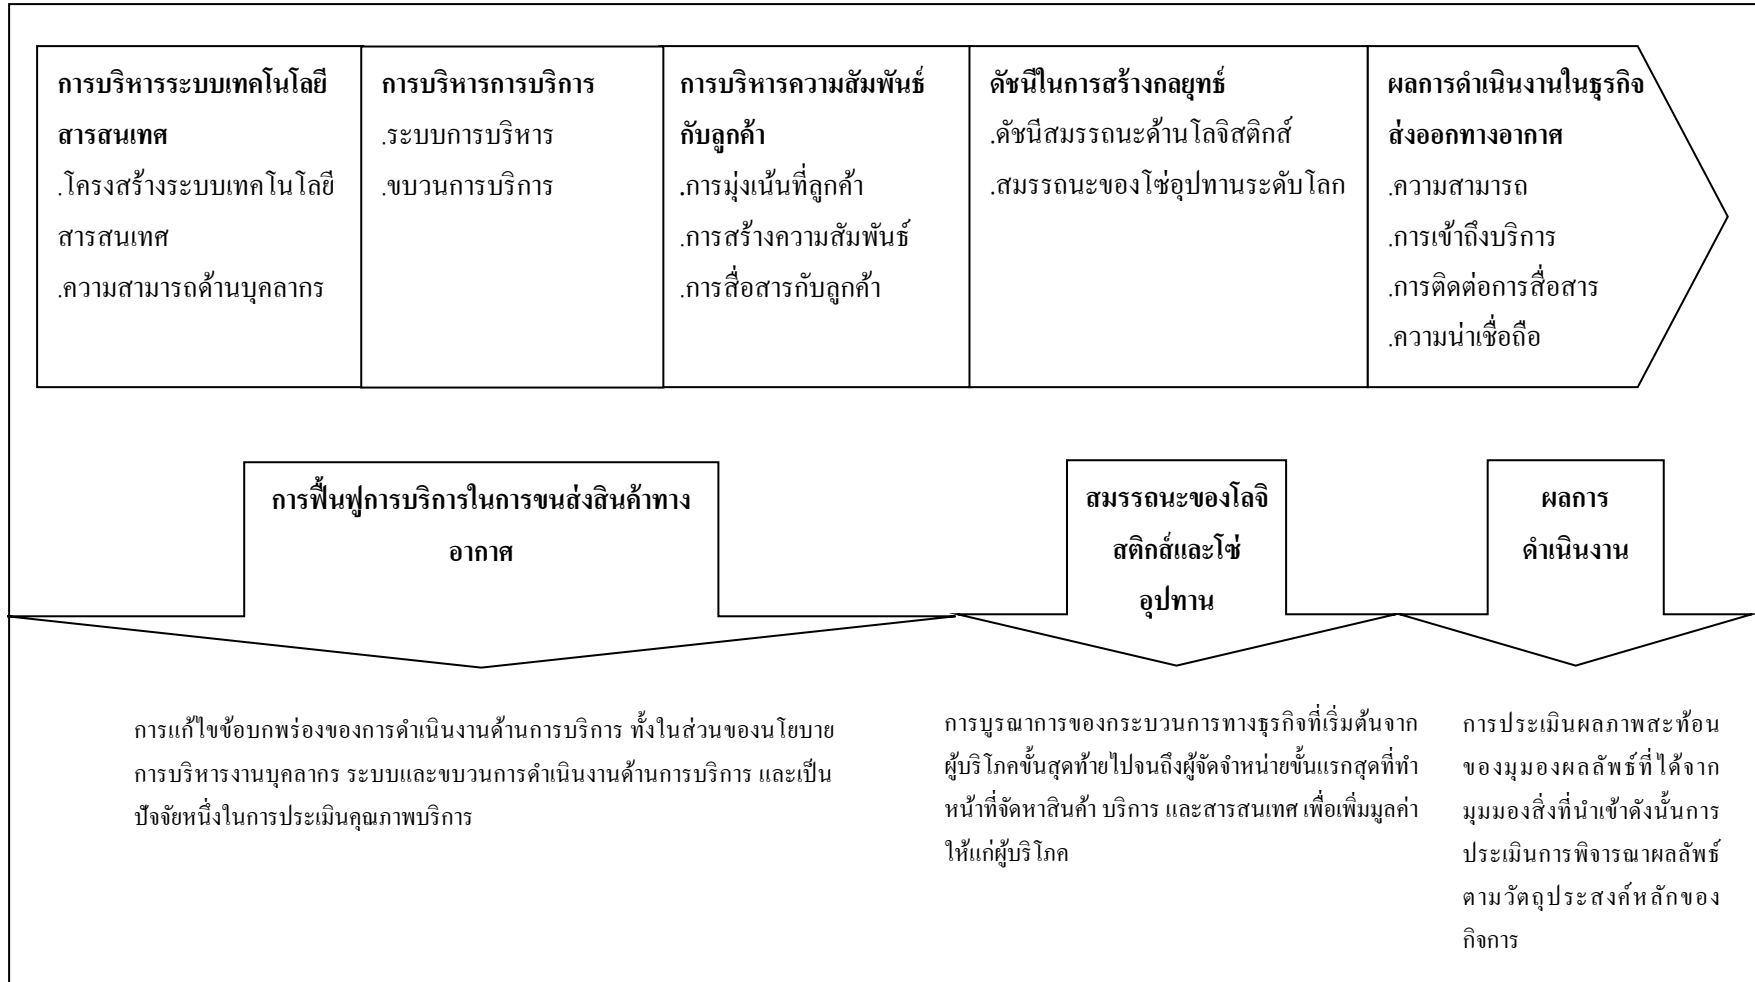 การบริหารระบบเทคโนโลยี
สารสนเทศ
.โครงสร้างระบบเทคโนโลยี
สารสนเทศ
.ความสามารถด้านบุคลากร
การบริหารการบริการ
.ระบบการบริหาร
.ขบวนการบริการ
การบริหารความสัมพันธ์
กับลูกค้า
.การมุ่งเน้นที่ลูกค้า
.การสร้างความสัมพันธ์
.การสื่อสารกับลูกค้า
ดัชนีในการสร้างกลยุทธ์
.ดัชนีสมรรถนะด้านโลจิสติกส์
.สมรรถนะของโซ่อุปทานระดับโลก
ผลการดำเนินงานในธุรกิจ
ส่งออกทางอากาศ
.ความสามารถ
.การเข้าถึงบริการ
.การติดต่อการสื่อสาร
.ความน่าเชื่อถือ
การฟื้นฟูการบริการในการขนส่งสินค้าทาง
อากาศ
สมรรถนะของโลจิ
สติกส์และโซ่
อุปทาน
ผลการ
ดำเนินงาน
การแก้ไขข้อบกพร่องของการดำเนินงานด้านการบริการ ทั้งในส่วนของนโยบาย
การบริหารงานบุคลากร ระบบและขบวนการดำเนินงานด้านการบริการ และเป็น
ปัจจัยหนึ่งในการประเมินคุณภาพบริการ
การบูรณาการของกระบวนการทางธุรกิจที่เริ่มต้นจาก
ผู้บริโภคขั้นสุดท้ายไปจนถึงผู้จัดจำหน่ายขั้นแรกสุดที่ทำ
หน้าที่จัดหาสินค้า บริการ และสารสนเทศ เพื่อเพิ่มมูลค่า
ให้แก่ผู้บริโภค
การประเมินผลภาพสะท้อน
ของมุมองผลลัพธ์ที่ได้จาก
มุมมองสิ่งที่นำเข้าดังนั้นการ
ประเมินการพิจารณาผลลัพธ์
ตามวัตถุประสงค์หลักของ
กิจการ